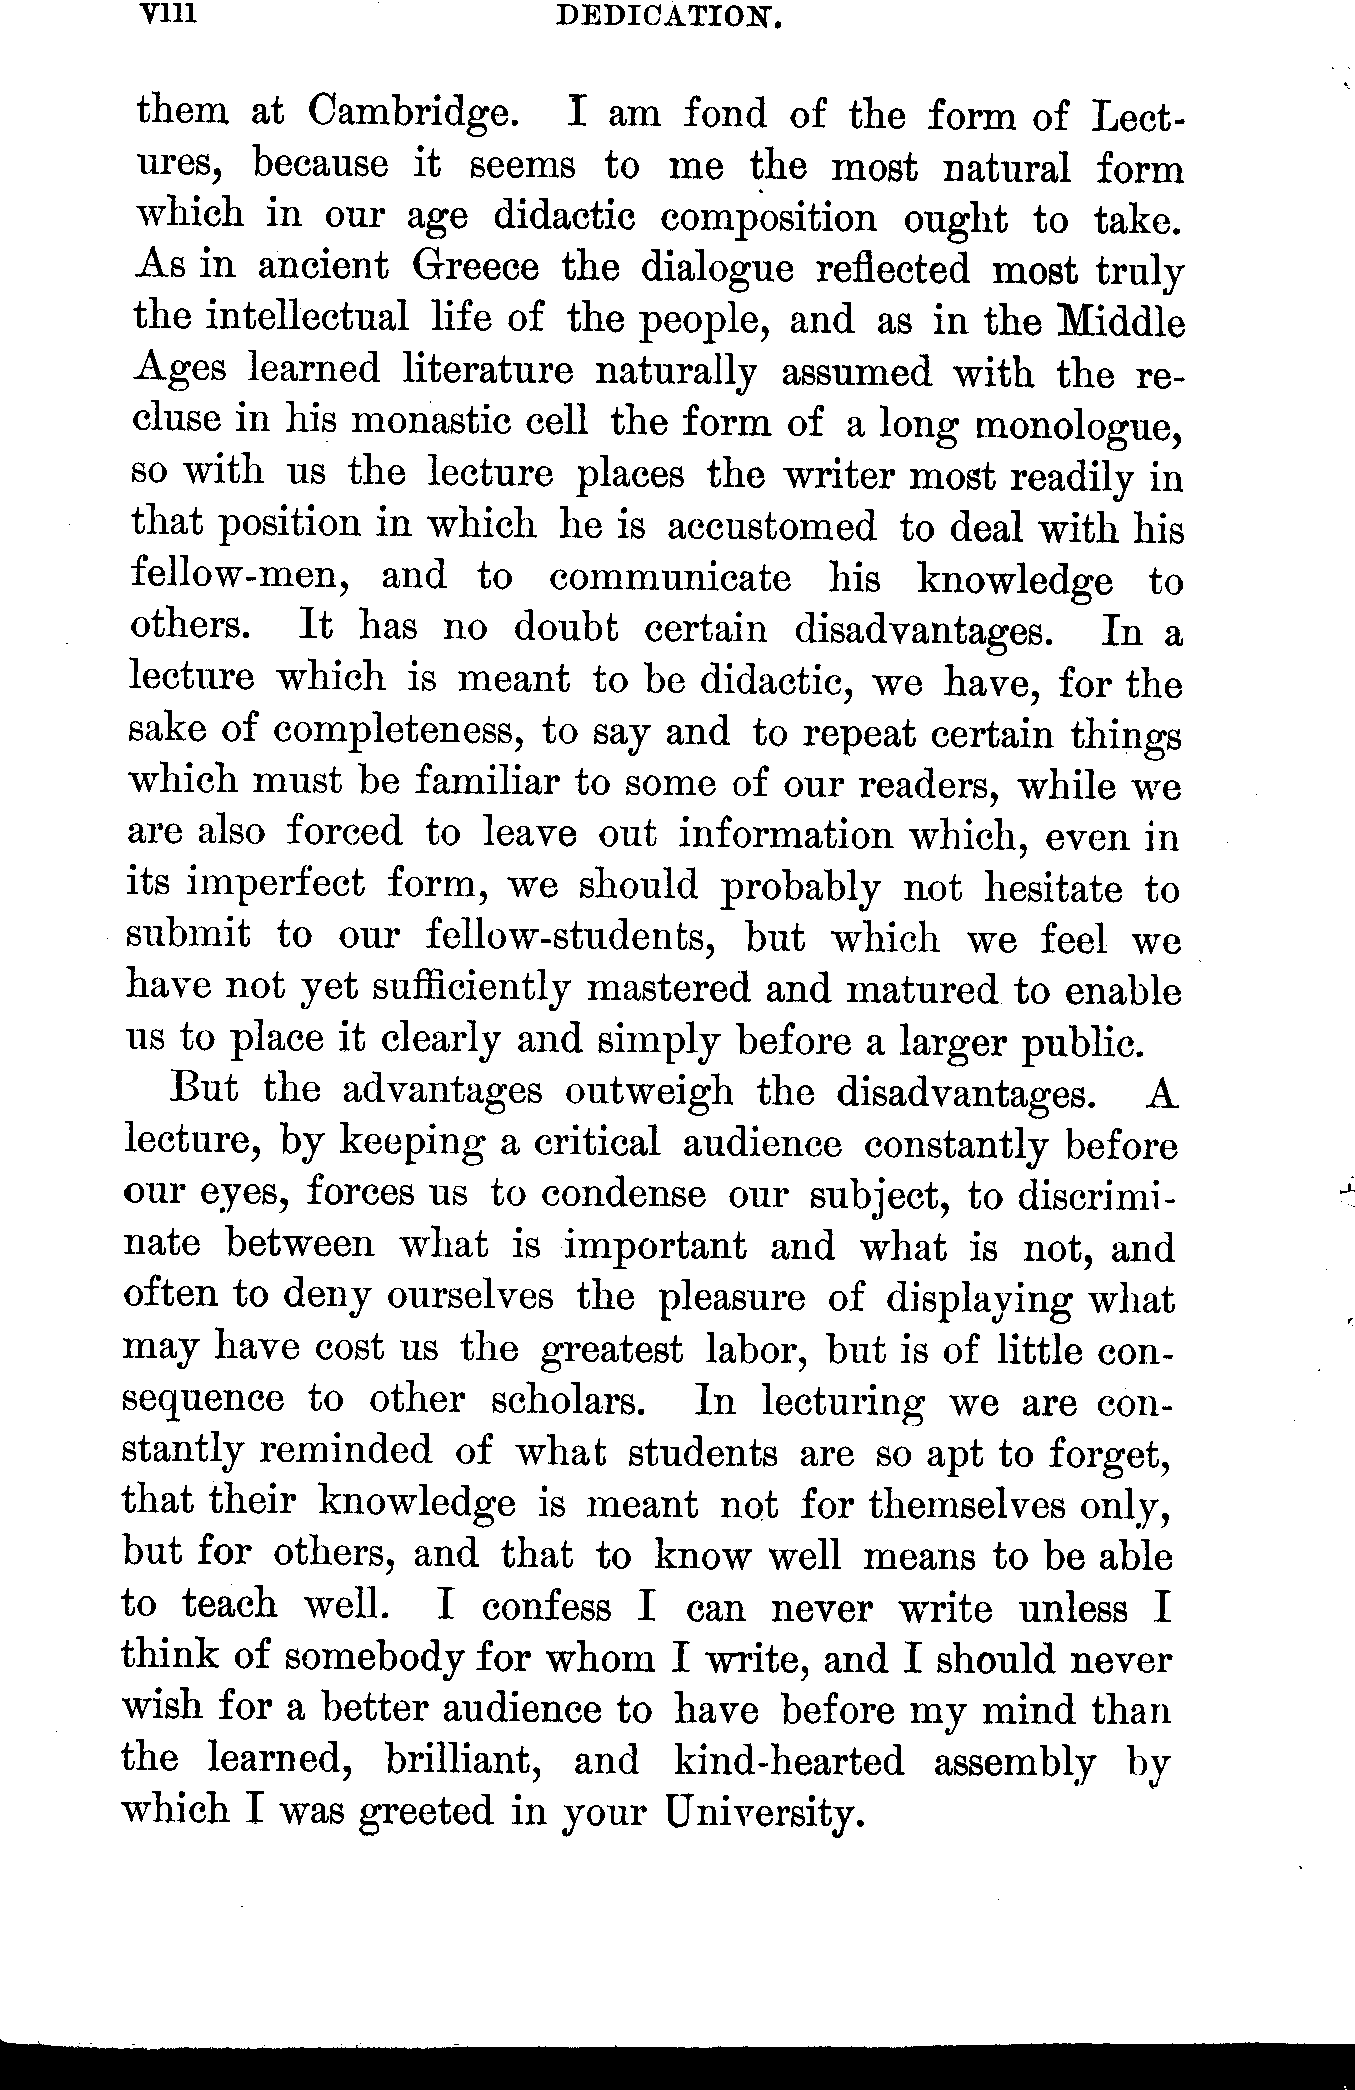 viii DEDICATION.
them at Cambridge. I am fond of the form of Lect-
ures, because it seems to me the most natural form
which in our age didactic composition ought to take.
As in ancient Greece the dialogue reflected most truly
the intellectual life of the people, and as in the Middle
Ages learned literature naturally assumed with the re-
cluse in his monastic cell the form of a long monologue,
so with us the lecture places the writer most readily in
that position in which he is accustomed to deal with his
fellow-men, and to communicate his knowledge to
others. It has no doubt certain disadvantages. In a
lecture which is meant to be didactic, we have, for the
sake of completeness, to say and to repeat certain things
which must be familiar to some of our readers, while we
are also forced to leave out information which, even in
its imperfect form, we should probably not hesitate to
submit to our fellow-students, but which we feel we
have not yet sufficiently mastered and matured to enable
us to place it clearly and simply before a larger public.
But the advantages outweigh the disadvantages. A
lecture, by keeping a critical audience constantly before
our eyes, forces us to condense our subject, to discrimi-
nate between what is important and what is not, and
often to deny ourselves the pleasure of displaying what
may have cost us the greatest labor, but is of little con-
sequence to other scholars. In lecturing we are con-
stantly reminded of what students are so apt to forget,
that their knowledge is meant not for themselves only,
but for others, and that to know well means to be able
to teach well. I confess I can never write unless I
think of somebody for whom I write, and I should never
wish for a better audience to have before my mind than
the learned, brilliant, and kind-hearted assembly by
which I was greeted in your University.